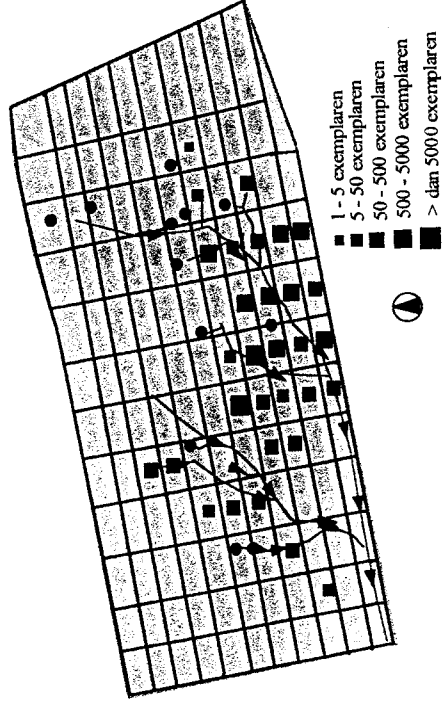 1 - 5 exemplaren
5 - 50 exemplaren
50 - 500 exemplaren
500 - 5000 exemplaren
> dan 5000 exemplaren